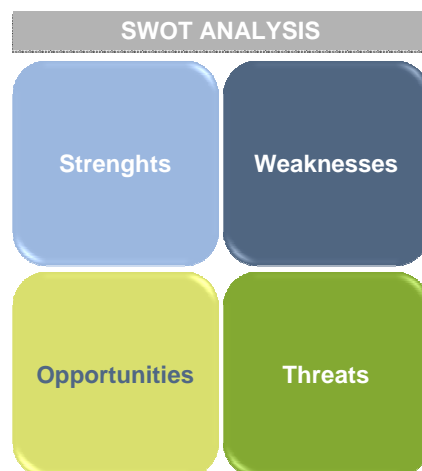 SWOT ANALYSIS
Strenghts
Weaknesses
Opportunities
Threats